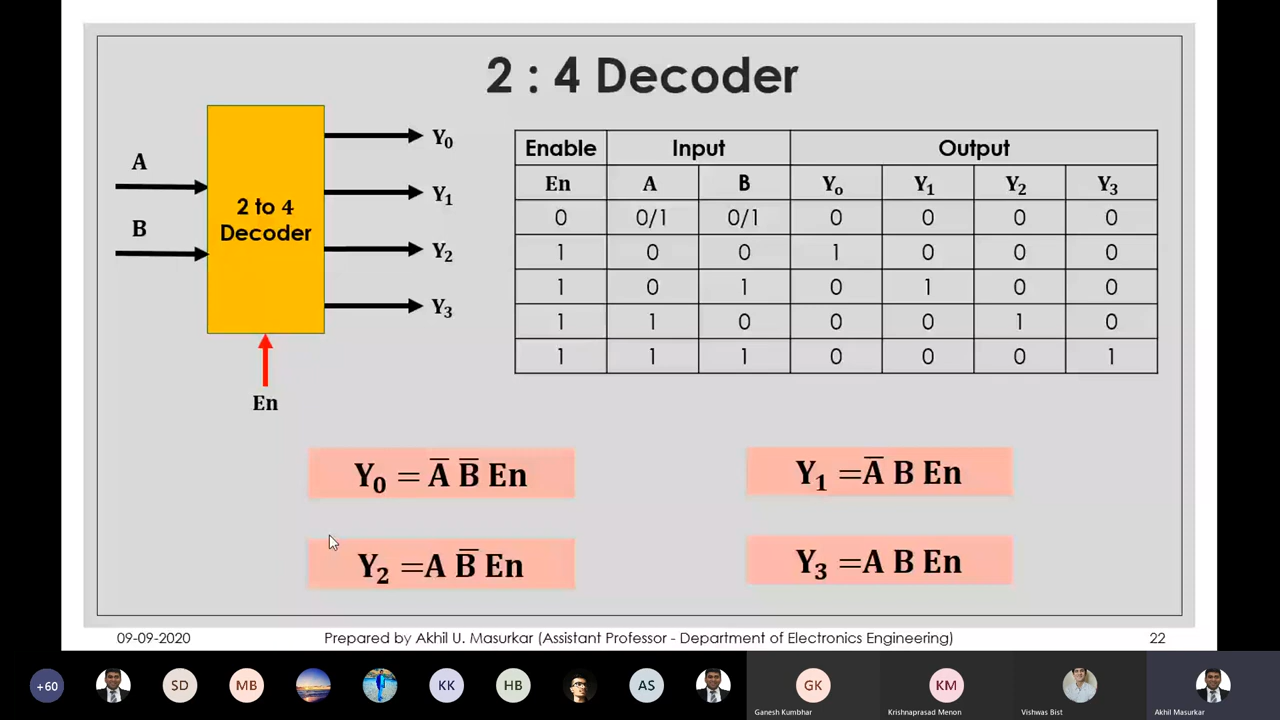 2 : 4 Decoder
A
B
2 to 4
Decoder
Y₀
Y₁
Y₂
Y₃
En
Enable Input Output
En A B Yₒ Y₁ Y₂ Y₃
0 0/1 0/1 0 0 0 0
1 0 0 1 0 0 0
1 0 1 0 1 0 0
1 1 0 0 0 1 0
1 1 1 0 0 0 1
Y₀ = A̅ B̅ En
Y₁ =A̅ B En
Y₂ =A B̅ En
Y₃ =A B En
09-09-2020 Prepared by Akhil U. Masurkar (Assistant Professor - Department of Electronics Engineering) 22
+60 SD MB KK HB AS GK KM
Ganesh Kumbhar Krishnaprasad Menon Vishwas Bist Akhil Masurkar